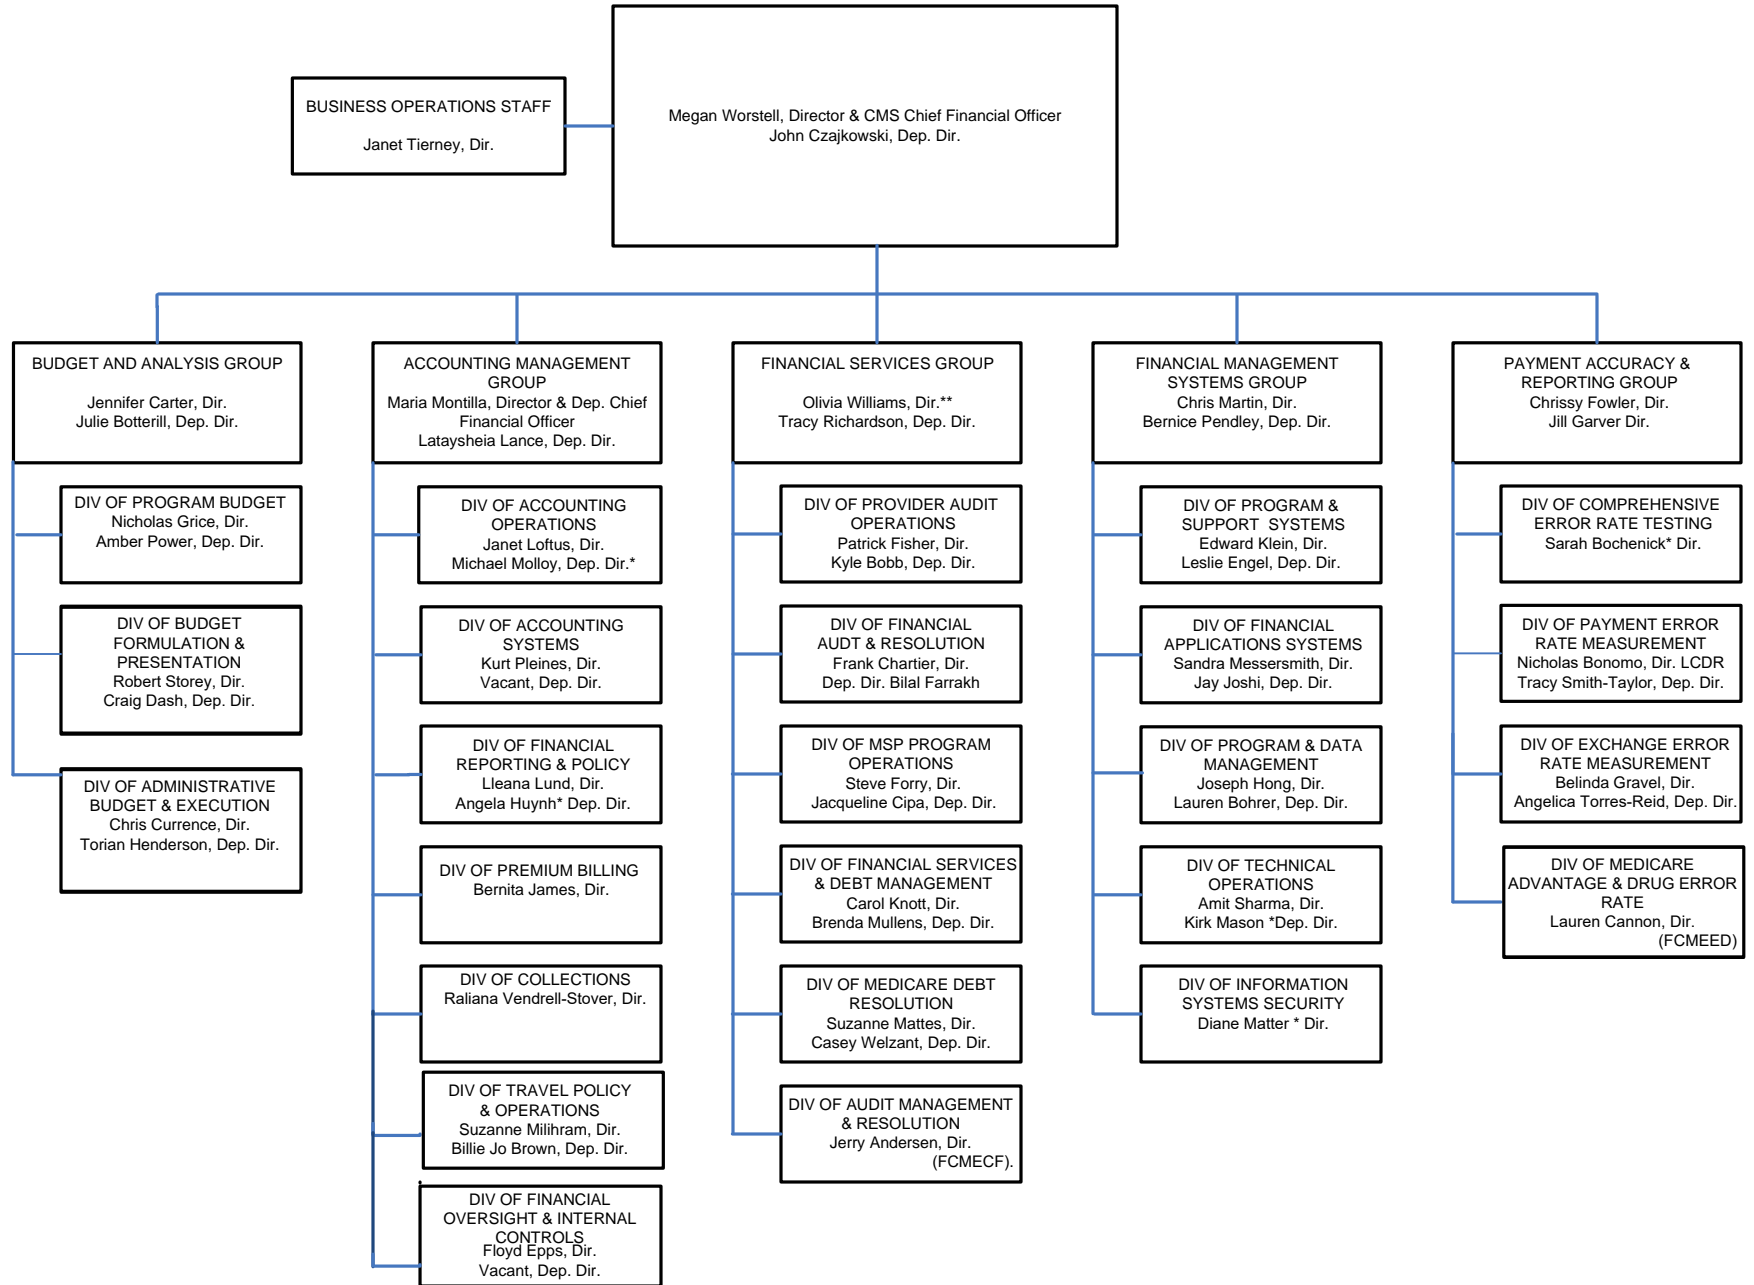 BUSINESS OPERATIONS STAFF
Janet Tierney, Dir.
Megan Worstell, Director & CMS Chief Financial Officer
John Czajkowski, Dep. Dir.
BUDGET AND ANALYSIS GROUP
Jennifer Carter, Dir.
Julie Botterill, Dep. Dir.
DIV OF PROGRAM BUDGET
Nicholas Grice, Dir.
Amber Power, Dep. Dir.
DIV OF BUDGET
FORMULATION &
PRESENTATION
Robert Storey, Dir.
Craig Dash, Dep. Dir.
DIV OF ADMINISTRATIVE
BUDGET & EXECUTION
Chris Currence, Dir.
Torian Henderson, Dep. Dir.
ACCOUNTING MANAGEMENT
GROUP
Maria Montilla, Director & Dep. Chief
Financial Officer
Lataysheia Lance, Dep. Dir.
DIV OF ACCOUNTING
OPERATIONS
Janet Loftus, Dir.
Michael Molloy, Dep. Dir.*
DIV OF ACCOUNTING
SYSTEMS
Kurt Pleines, Dir.
Vacant, Dep. Dir.
DIV OF FINANCIAL
REPORTING & POLICY
Lleana Lund, Dir.
Angela Huynh* Dep. Dir.
DIV OF PREMIUM BILLING
Bernita James, Dir.
DIV OF COLLECTIONS
Raliana Vendrell-Stover, Dir.
DIV OF TRAVEL POLICY
& OPERATIONS
Suzanne Milihram, Dir.
Billie Jo Brown, Dep. Dir.
DIV OF FINANCIAL
OVERSIGHT & INTERNAL
CONTROLS
Floyd Epps, Dir.
Vacant, Dep. Dir.
FINANCIAL SERVICES GROUP
Olivia Williams, Dir.**
Tracy Richardson, Dep. Dir.
DIV OF PROVIDER AUDIT
OPERATIONS
Patrick Fisher, Dir.
Kyle Bobb, Dep. Dir.
DIV OF FINANCIAL
AUDT & RESOLUTION
Frank Chartier, Dir.
Dep. Dir. Bilal Farrakh
DIV OF MSP PROGRAM
OPERATIONS
Steve Forry, Dir.
Jacqueline Cipa, Dep. Dir.
DIV OF FINANCIAL SERVICES
& DEBT MANAGEMENT
Carol Knott, Dir.
Brenda Mullens, Dep. Dir.
DIV OF MEDICARE DEBT
RESOLUTION
Suzanne Mattes, Dir.
Casey Welzant, Dep. Dir.
DIV OF AUDIT MANAGEMENT
& RESOLUTION
Jerry Andersen, Dir.
(FCMECF).
FINANCIAL MANAGEMENT
SYSTEMS GROUP
Chris Martin, Dir.
Bernice Pendley, Dep. Dir.
DIV OF PROGRAM &
SUPPORT SYSTEMS
Edward Klein, Dir.
Leslie Engel, Dep. Dir.
DIV OF FINANCIAL
APPLICATIONS SYSTEMS
Sandra Messersmith, Dir.
Jay Joshi, Dep. Dir.
DIV OF PROGRAM & DATA
MANAGEMENT
Joseph Hong, Dir.
Lauren Bohrer, Dep. Dir.
DIV OF TECHNICAL
OPERATIONS
Amit Sharma, Dir.
Kirk Mason *Dep. Dir.
DIV OF INFORMATION
SYSTEMS SECURITY
Diane Matter * Dir.
PAYMENT ACCURACY &
REPORTING GROUP
Chrissy Fowler, Dir.
Jill Garver Dir.
DIV OF COMPREHENSIVE
ERROR RATE TESTING
Sarah Bochenick* Dir.
DIV OF PAYMENT ERROR
RATE MEASUREMENT
Nicholas Bonomo, Dir. LCDR
Tracy Smith-Taylor, Dep. Dir.
DIV OF EXCHANGE ERROR
RATE MEASUREMENT
Belinda Gravel, Dir.
Angelica Torres-Reid, Dep. Dir.
DIV OF MEDICARE
ADVANTAGE & DRUG ERROR
RATE
Lauren Cannon, Dir.
(FCMEED)